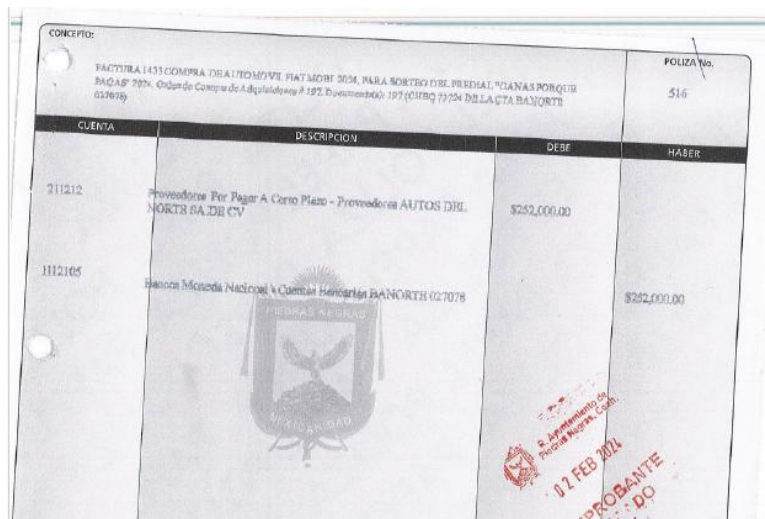 CONCEPTO:
POLIZA No.
FACTURA 1433 COMPRA DE AUTOMOVIL FIAT MOBI 2024, PARA SORTEO DEL PREDIAL "GANAS PORQUE
PAGAS" 2024. Orden de Compra de Adquisiciones # 197. Documento(s): 197 (CHEQ DE LA CTA BANORTE
027078)
516
CUENTA DESCRIPCION DEBE HABER
211212
Proveedores Por Pagar A Corto Plazo - Proveedores AUTOS DEL
NORTE SA DE CV
$252,000.00
1112105
Bancos Moneda Nacional - Cuentas Bancarias BANORTE 027078
$252,000.00
PIEDRAS NEGRAS
MEXICANIDAD
R. Ayuntamiento de
Piedras Negras, Coah.
02 FEB 2024